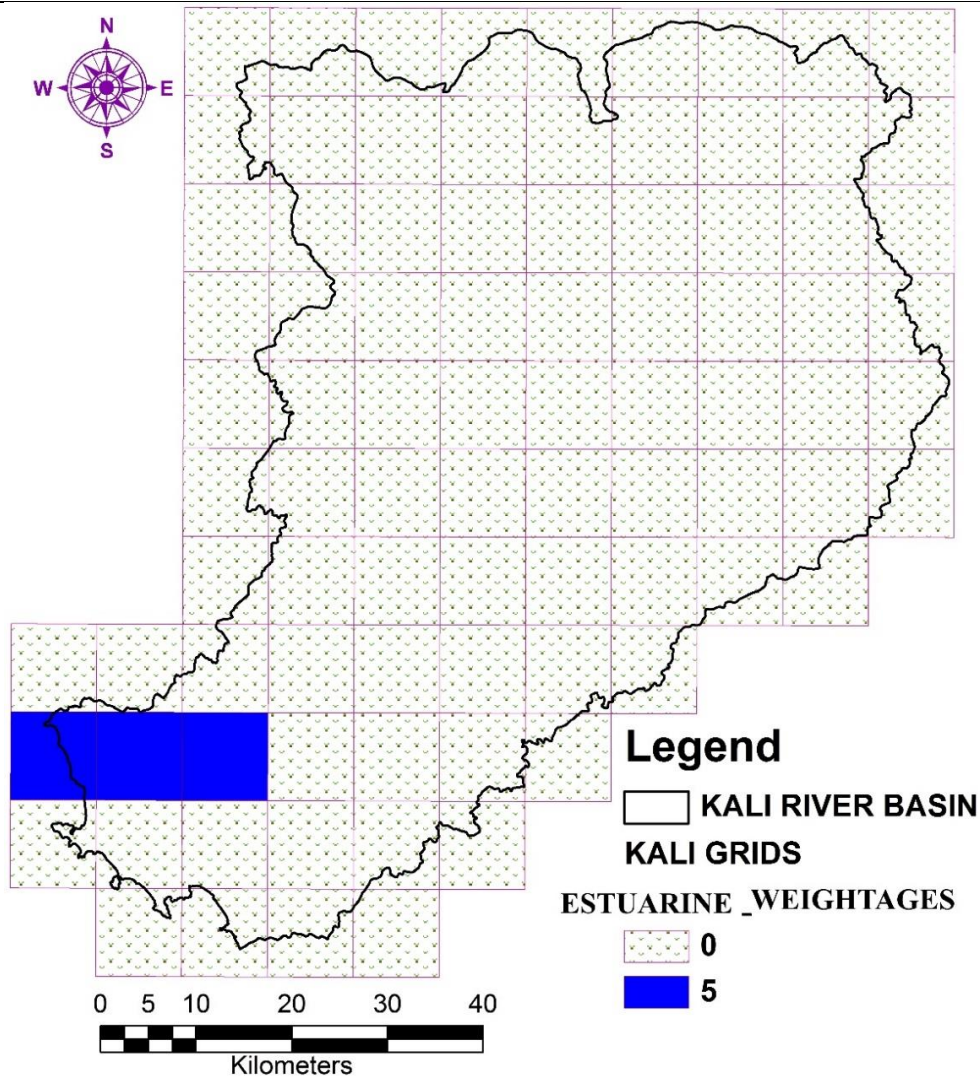 N
W E
S
Legend
KALI RIVER BASIN
KALI GRIDS
ESTUARINE _WEIGHTAGES
0
5
0 5 10 20 30 40
Kilometers